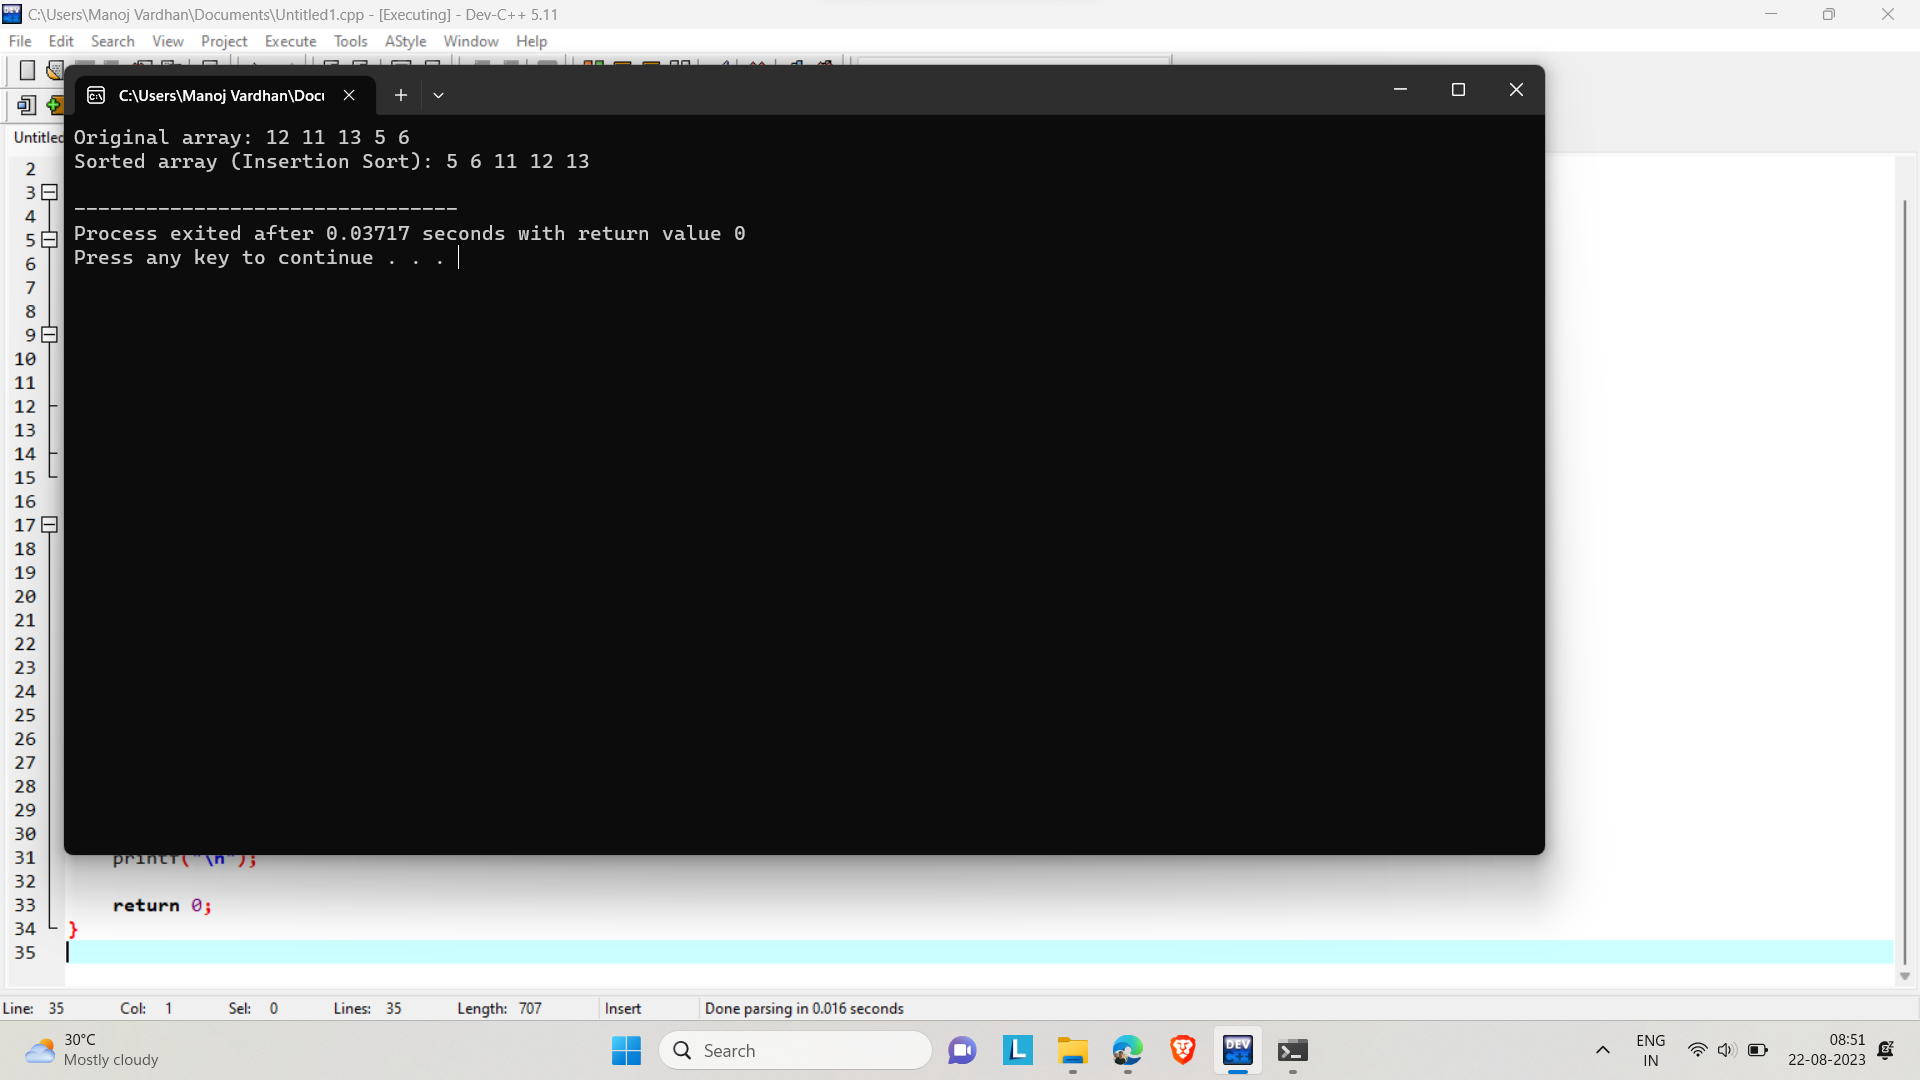 C:\Users\Manoj Vardhan\Documents\Untitled1.cpp - [Executing] - Dev-C++ 5.11
File Edit Search View Project Execute Tools AStyle Window Help
C:\Users\Manoj Vardhan\Docu
Untitled
Original array: 12 11 13 5 6
Sorted array (Insertion Sort): 5 6 11 12 13
--------------------------------
Process exited after 0.03717 seconds with return value 0
Press any key to continue . . .
2
3
4
5
6
7
8
9
10
11
12
13
14
15
16
17
18
19
20
21
22
23
24
25
26
27
28
29
30
31 printf("\n");
32
33 return 0;
34 }
35
Line: 35 Col: 1 Sel: 0 Lines: 35 Length: 707 Insert Done parsing in 0.016 seconds
30°C
Mostly cloudy
Search
L
DEV
C++
ENG
IN
08:51
22-08-2023